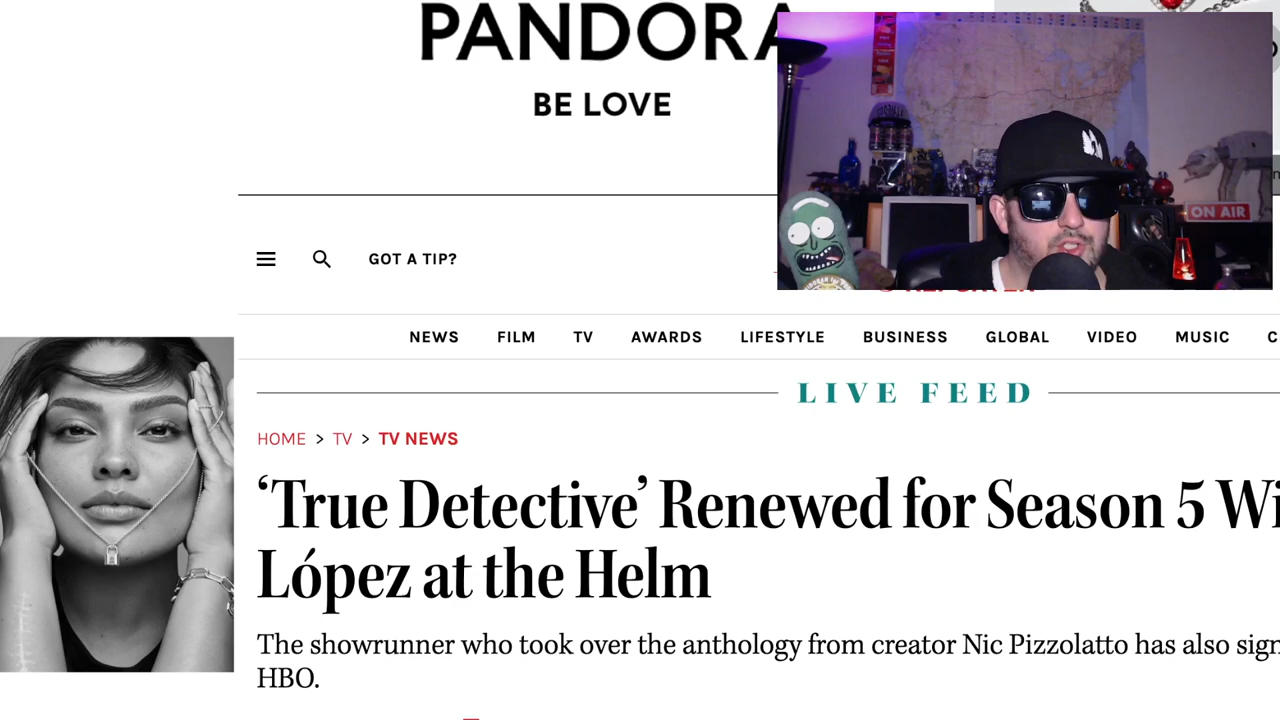 PANDORA
BE LOVE
ON AIR
GOT A TIP?
NEWS FILM TV AWARDS LIFESTYLE BUSINESS GLOBAL VIDEO MUSIC C
LIVE FEED
HOME > TV > TV NEWS
‘True Detective’ Renewed for Season 5 Wi
López at the Helm
The showrunner who took over the anthology from creator Nic Pizzolatto has also sign
HBO.